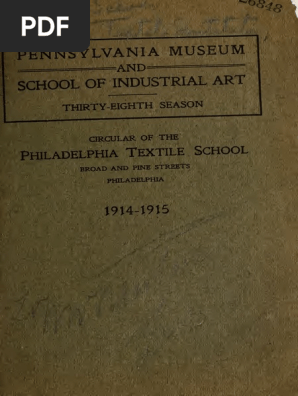 PDF
26348
PENNSYLVANIA MUSEUM
AND
SCHOOL OF INDUSTRIAL ART
THIRTY-EIGHTH SEASON
CIRCULAR OF THE
PHILADELPHIA TEXTILE SCHOOL
BROAD AND PINE STREETS
PHILADELPHIA
1914-1915